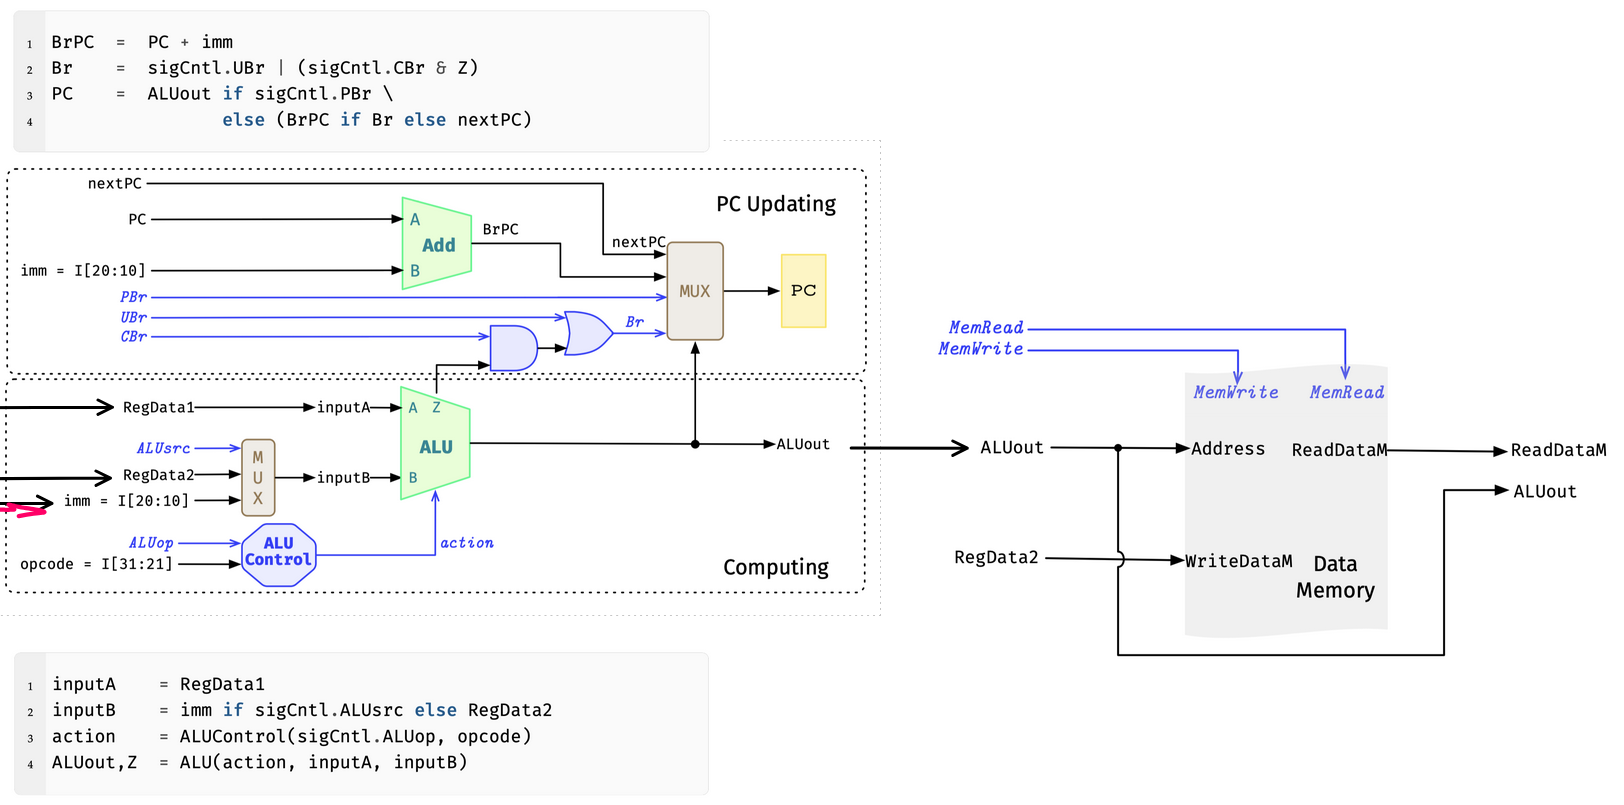 1 BrPC = PC + imm
2 Br = sigCntl.UBr | (sigCntl.CBr & Z)
3 PC = ALUout if sigCntl.PBr \
4 else (BrPC if Br else nextPC)
nextPC
PC Updating
PC
A
Add
BrPC
nextPC
imm = I[20:10]
B
MUX
PC
PBr
UBr
Br
CBr
MemRead
MemWrite
MemWrite
MemRead
RegData1
inputA
A Z
ALUsrc
ALU
ALUout
ALUout
Address
ReadDataM
ReadDataM
MUX
RegData2
inputB
B
imm = I[20:10]
ALUout
ALUop
ALU
Control
action
opcode = I[31:21]
Computing
RegData2
WriteDataM
Data
Memory
1 inputA = RegData1
2 inputB = imm if sigCntl.ALUsrc else RegData2
3 action = ALUControl(sigCntl.ALUop, opcode)
4 ALUout,Z = ALU(action, inputA, inputB)